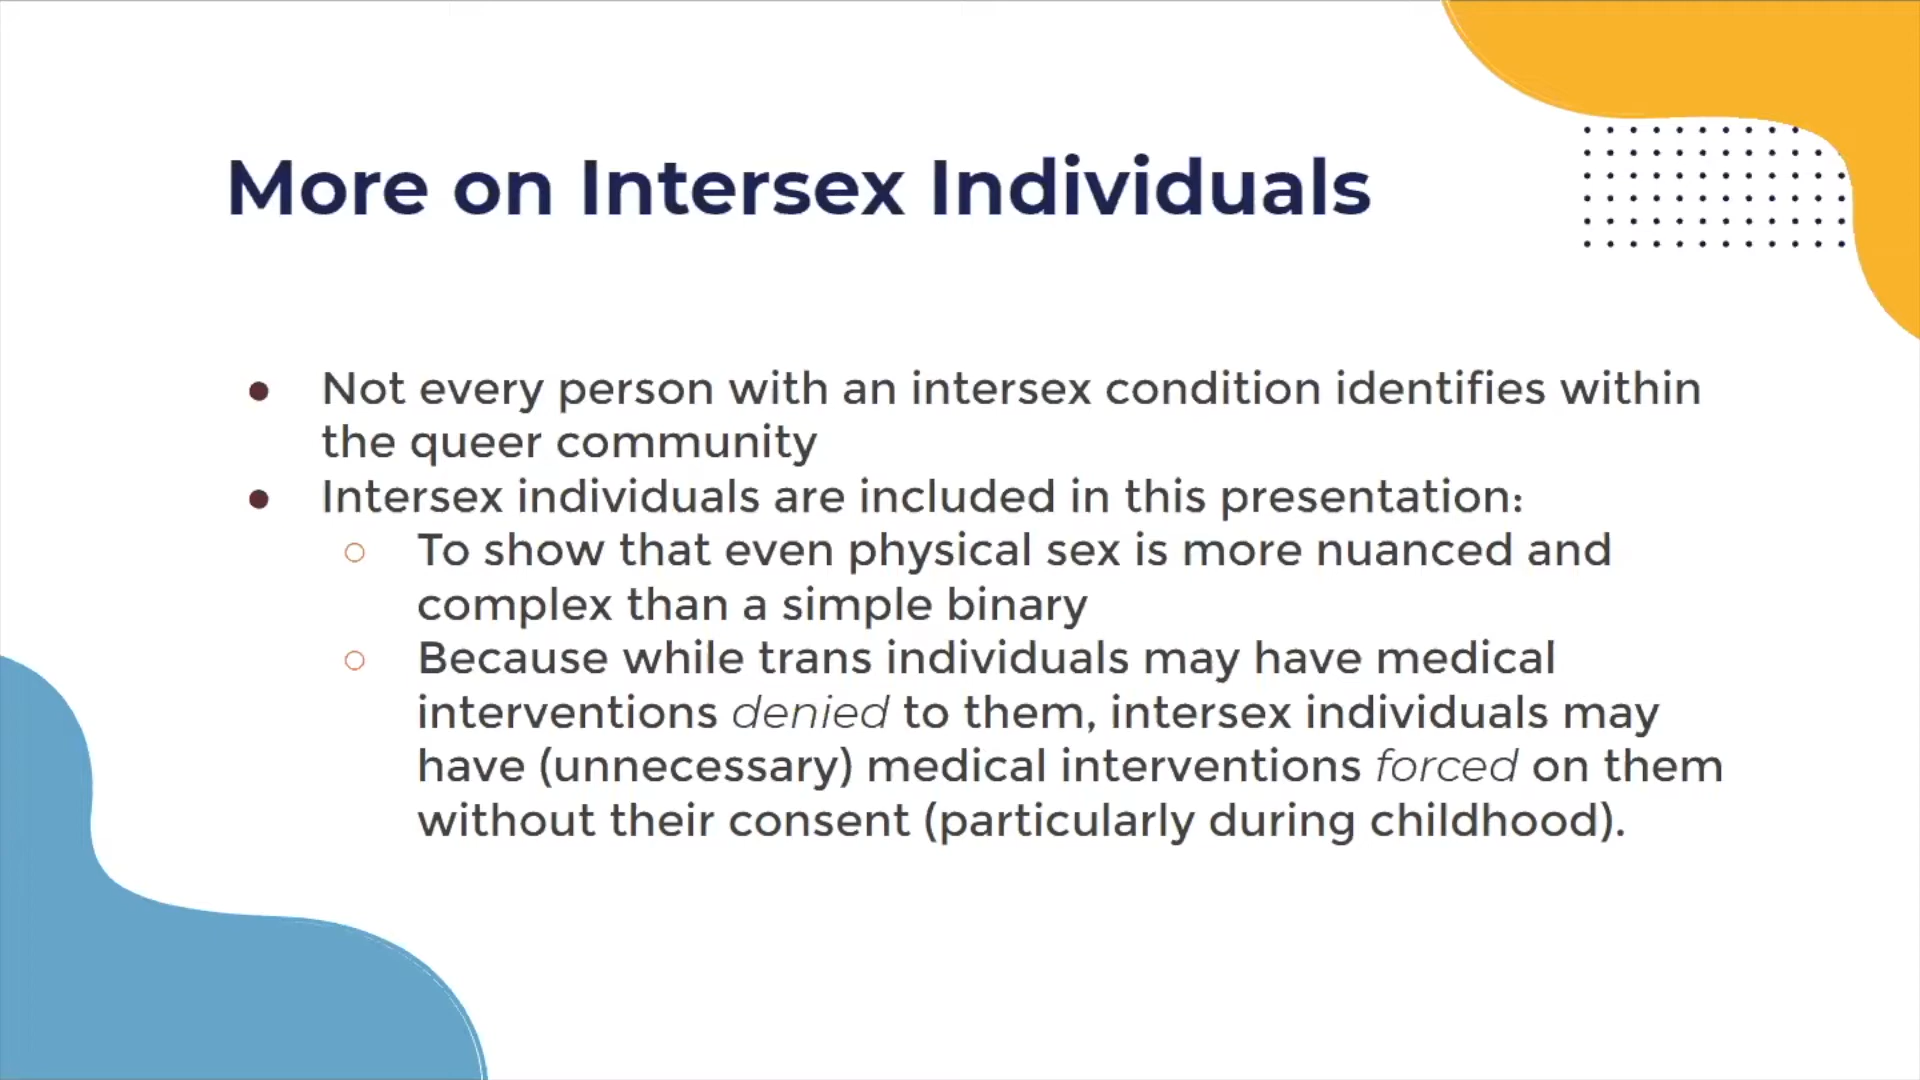 More on Intersex Individuals
● Not every person with an intersex condition identifies within
the queer community
● Intersex individuals are included in this presentation:
○ To show that even physical sex is more nuanced and
complex than a simple binary
○ Because while trans individuals may have medical
interventions denied to them, intersex individuals may
have (unnecessary) medical interventions forced on them
without their consent (particularly during childhood).